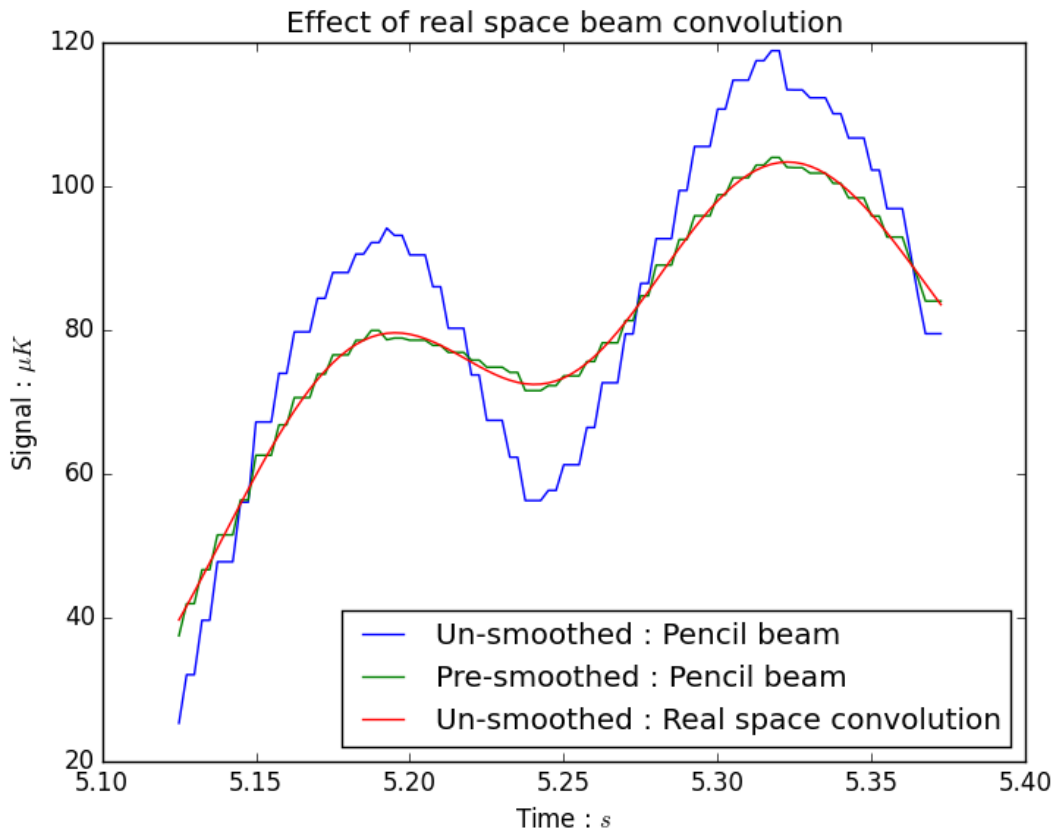 Effect of real space beam convolution
120
100
80
60
40
20
Signal : μK
5.10 5.15 5.20 5.25 5.30 5.35 5.40
Time : s
Un-smoothed : Pencil beam
Pre-smoothed : Pencil beam
Un-smoothed : Real space convolution